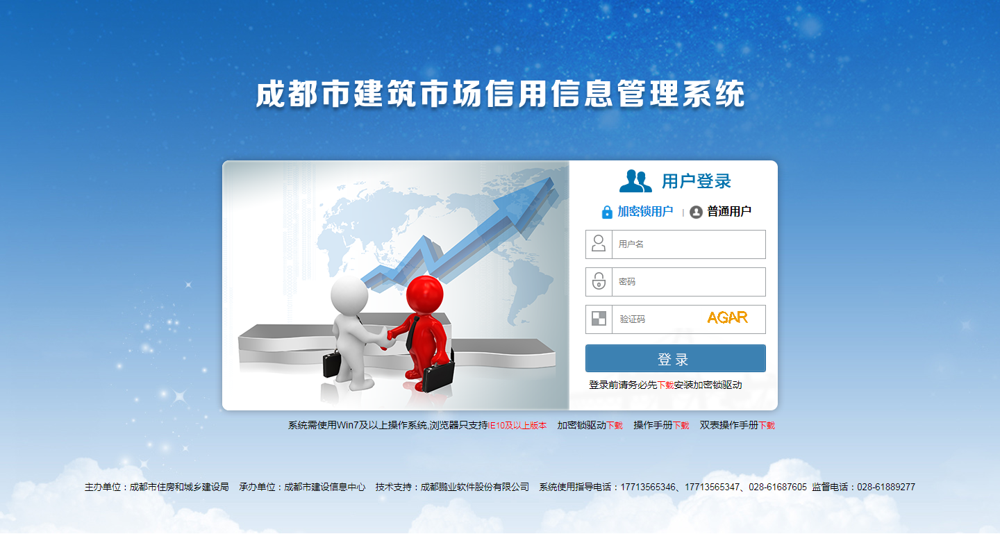 成都市建筑市场信用信息管理系统
用户登录
加密锁用户 | 普通用户
用户名
密码
验证码 AGAR
登 录
登录前请务必先下载安装加密锁驱动
系统需使用Win7及以上操作系统,浏览器只支持IE10及以上版本 加密锁驱动下载 操作手册下载 双表操作手册下载
主办单位：成都市住房和城乡建设局 承办单位：成都市建设信息中心 技术支持：成都鹏业软件股份有限公司 系统使用指导电话：17713565346、17713565347、028-61687605 监督电话：028-61889277